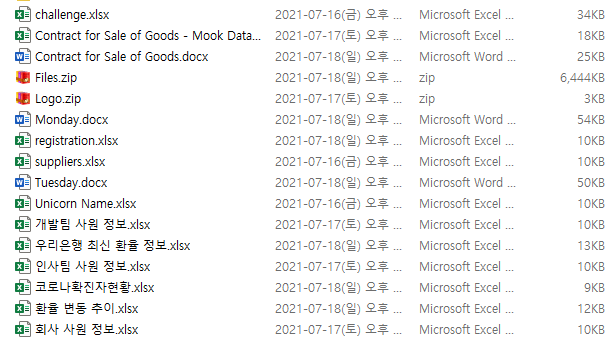 challenge.xlsx 2021-07-16(금) 오후 ... Microsoft Excel ... 34KB
Contract for Sale of Goods - Mook Data... 2021-07-17(토) 오후 ... Microsoft Excel ... 18KB
Contract for Sale of Goods.docx 2021-07-18(일) 오후 ... Microsoft Word ... 25KB
Files.zip 2021-07-18(일) 오후 ... zip 6,444KB
Logo.zip 2021-07-17(토) 오후 ... zip 3KB
Monday.docx 2021-07-18(일) 오후 ... Microsoft Word ... 54KB
registration.xlsx 2021-07-18(일) 오후 ... Microsoft Excel ... 10KB
suppliers.xlsx 2021-07-16(금) 오후 ... Microsoft Excel ... 10KB
Tuesday.docx 2021-07-18(일) 오후 ... Microsoft Word ... 50KB
Unicorn Name.xlsx 2021-07-16(금) 오후 ... Microsoft Excel ... 10KB
개발팀 사원 정보.xlsx 2021-07-17(토) 오후 ... Microsoft Excel ... 10KB
우리은행 최신 환율 정보.xlsx 2021-07-18(일) 오후 ... Microsoft Excel ... 13KB
인사팀 사원 정보.xlsx 2021-07-17(토) 오후 ... Microsoft Excel ... 10KB
코로나확진자현황.xlsx 2021-07-18(일) 오후 ... Microsoft Excel ... 9KB
환율 변동 추이.xlsx 2021-07-18(일) 오후 ... Microsoft Excel ... 12KB
회사 사원 정보.xlsx 2021-07-17(토) 오후 ... Microsoft Excel ... 10KB